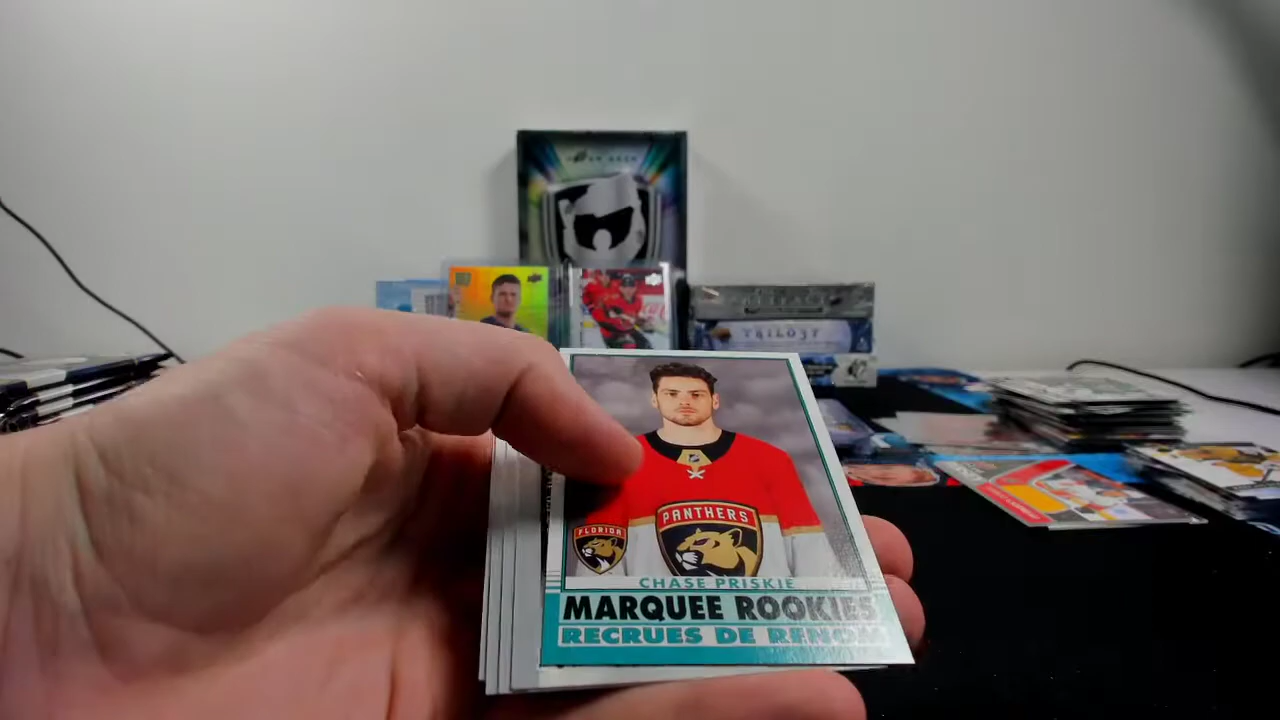 TRILOGY
PANTHERS
FLORIDA
CHASE PRISKIE
MARQUEE ROOKIES
RECRUES DE RENOM